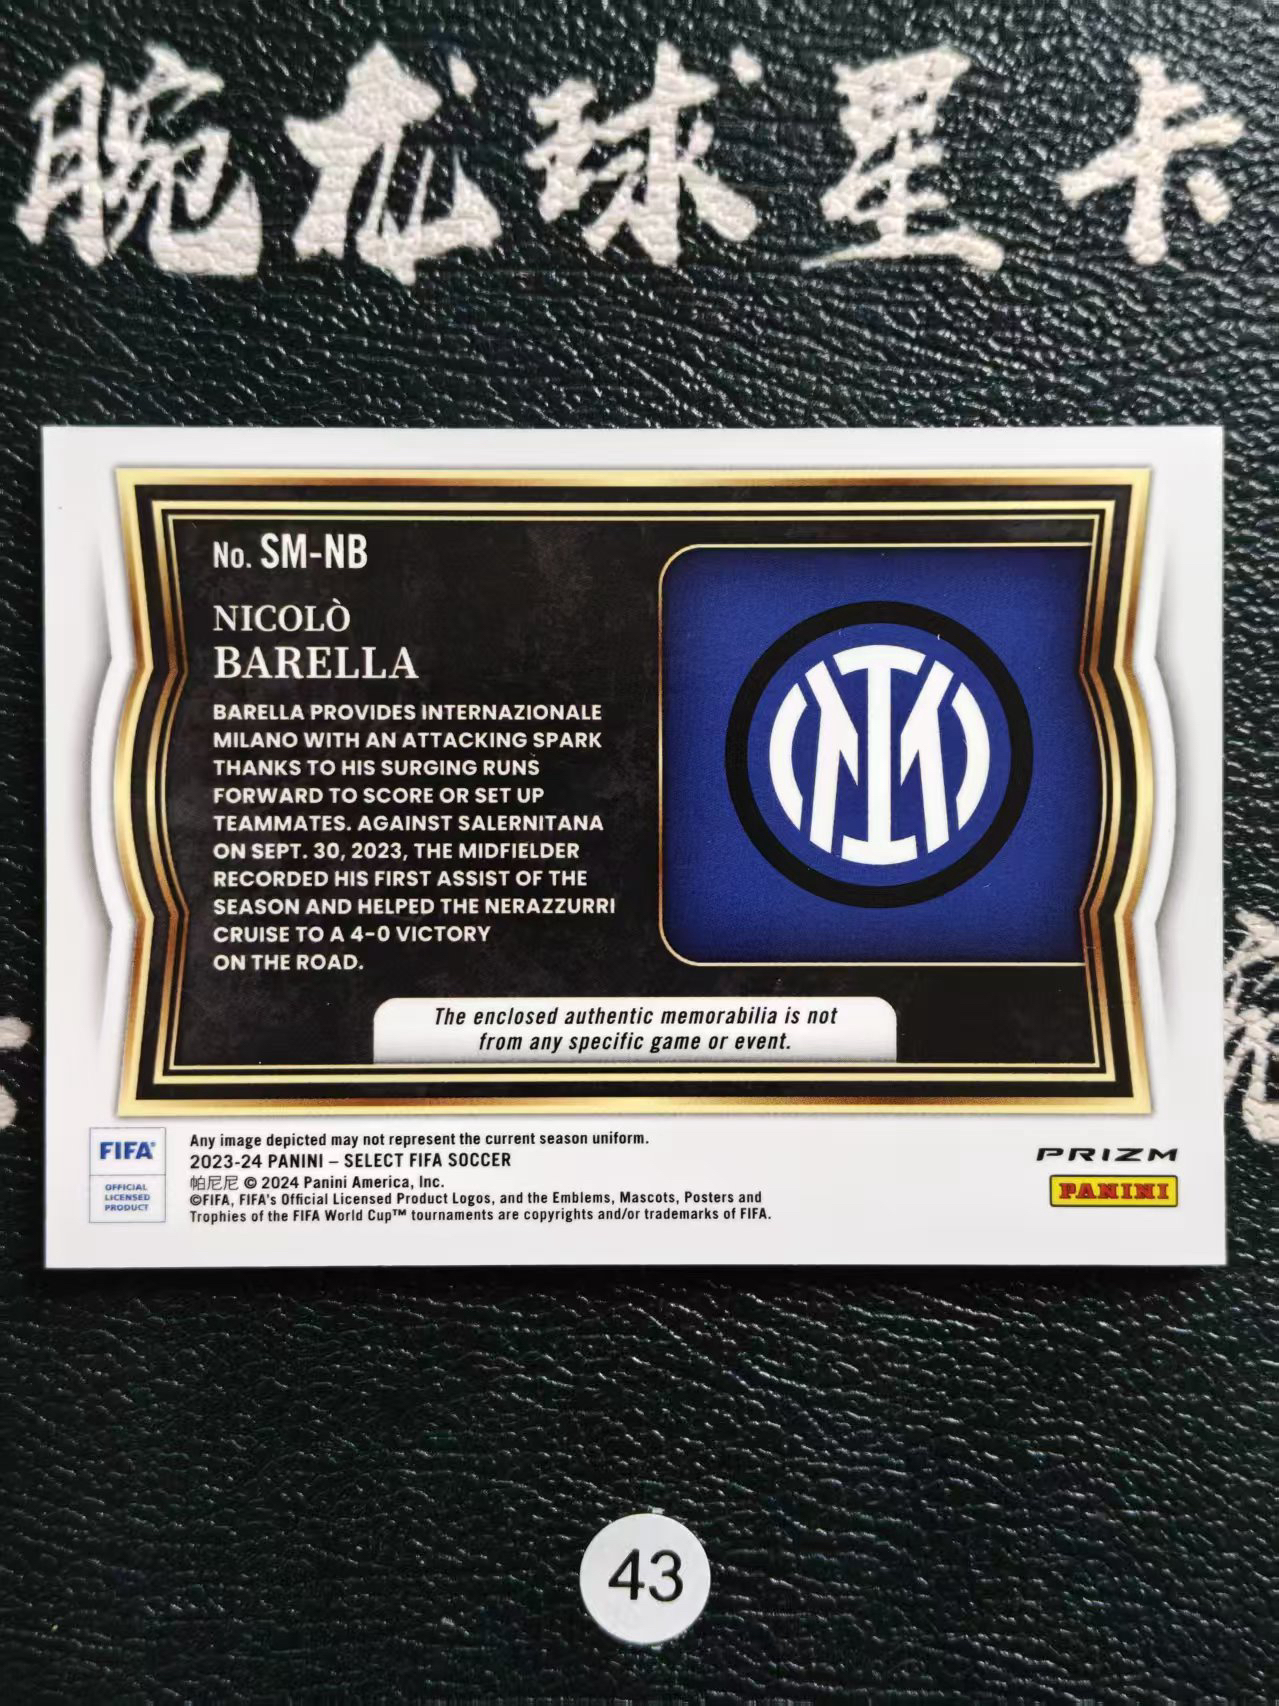 腕龙球星卡
No. SM-NB
NICOLÒ
BARELLA
BARELLA PROVIDES INTERNAZIONALE
MILANO WITH AN ATTACKING SPARK
THANKS TO HIS SURGING RUNS
FORWARD TO SCORE OR SET UP
TEAMMATES. AGAINST SALERNITANA
ON SEPT. 30, 2023, THE MIDFIELDER
RECORDED HIS FIRST ASSIST OF THE
SEASON AND HELPED THE NERAZZURRI
CRUISE TO A 4-0 VICTORY
ON THE ROAD.
The enclosed authentic memorabilia is not
from any specific game or event.
FIFA
OFFICIAL
LICENSED
PRODUCT
Any image depicted may not represent the current season uniform.
2023-24 PANINI – SELECT FIFA SOCCER
帕尼尼 © 2024 Panini America, Inc.
©FIFA, FIFA's Official Licensed Product Logos, and the Emblems, Mascots, Posters and
Trophies of the FIFA World Cup™ tournaments are copyrights and/or trademarks of FIFA.
PRIZM
PANINI
43